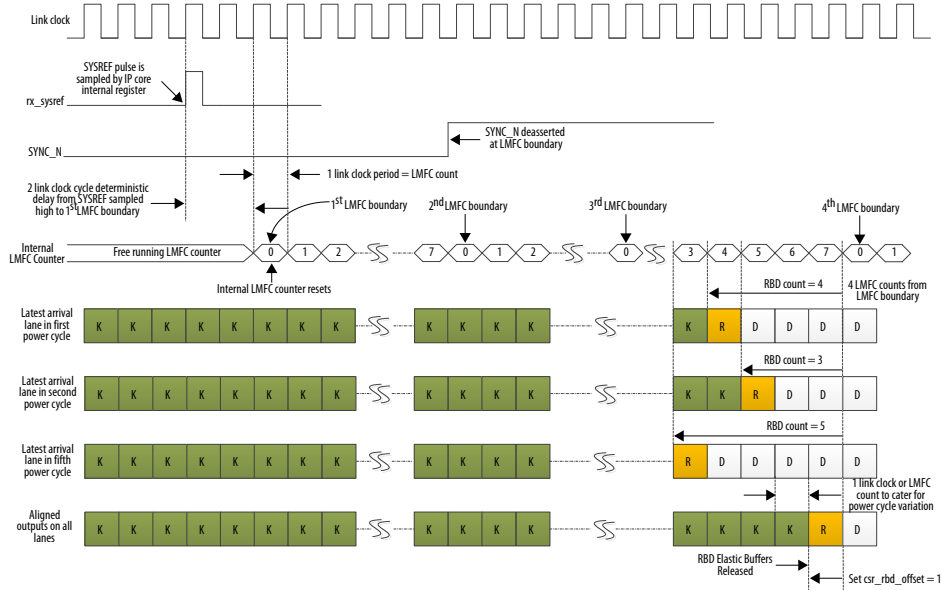 Link clock
SYSREF pulse is
sampled by IP core
internal register
rx_sysref
SYNC_N
SYNC_N deasserted
at LMFC boundary
1 link clock period = LMFC count
2 link clock cycle deterministic
delay from SYSREF sampled
high to 1st LMFC boundary
1st LMFC boundary
2nd LMFC boundary
3rd LMFC boundary
4th LMFC boundary
Internal
LMFC Counter
Free running LMFC counter
0 1 2 7 0 1 2 0 3 4 5 6 7 0 1
Internal LMFC counter resets
RBD count = 4
4 LMFC counts from
LMFC boundary
Latest arrival
lane in first
power cycle
K K K K K K K K K K K K K R D D D D
RBD count = 3
Latest arrival
lane in second
power cycle
K K K K K K K K K K K K K K R D D D
RBD count = 5
Latest arrival
lane in fifth
power cycle
K K K K K K K K K K K K R D D D D D
1 link clock or LMFC
count to cater for
power cycle variation
Aligned
outputs on all
lanes
K K K K K K K K K K K K K K K K R D
RBD Elastic Buffers
Released
Set csr_rbd_offset = 1